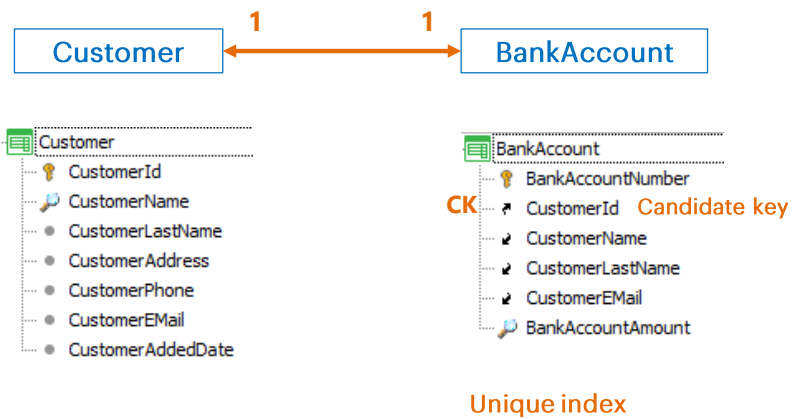 1 1
Customer BankAccount
Customer
CustomerId
CustomerName
CustomerLastName
CustomerAddress
CustomerPhone
CustomerEMail
CustomerAddedDate
BankAccount
BankAccountNumber
CK CustomerId Candidate key
CustomerName
CustomerLastName
CustomerEMail
BankAccountAmount
Unique index